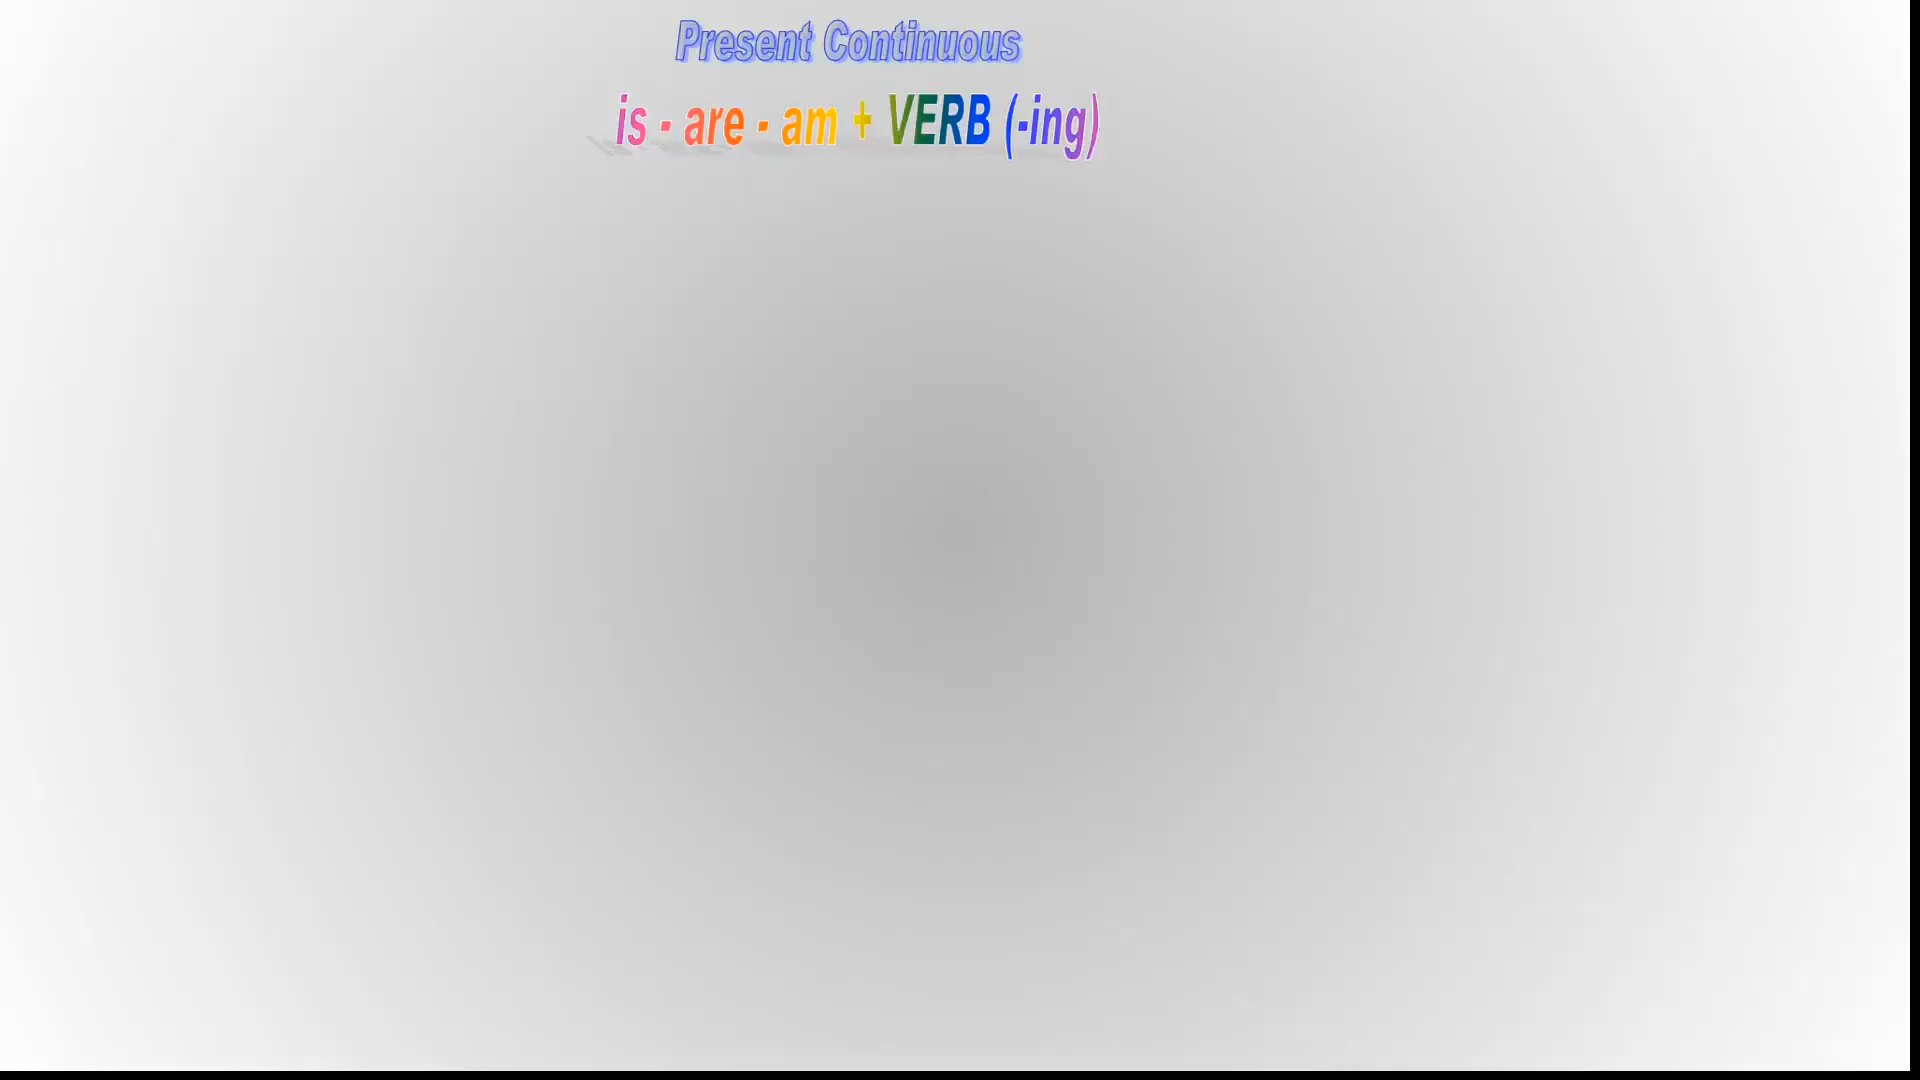 Present Continuous
is - are - am + VERB (-ing)